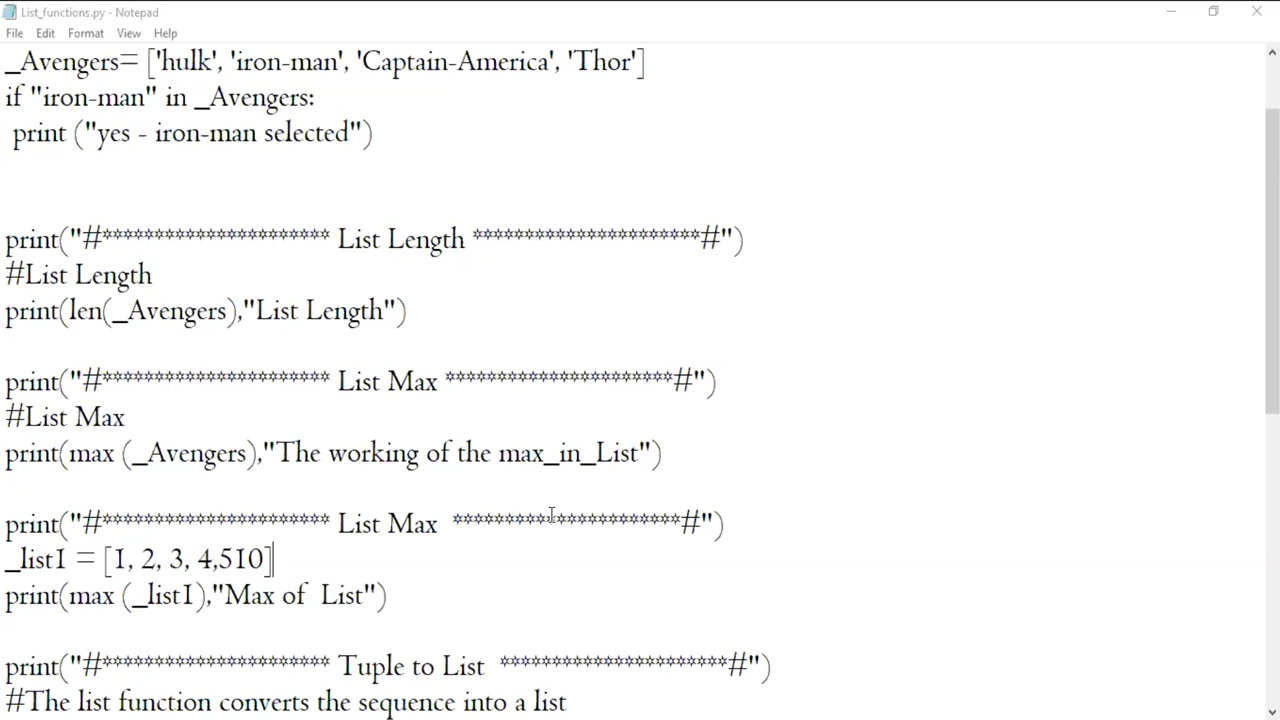 List_functions.py - Notepad
File Edit Format View Help
_Avengers= ['hulk', 'iron-man', 'Captain-America', 'Thor']
if "iron-man" in _Avengers:
 print ("yes - iron-man selected")
print("#********************** List Length **********************#")
#List Length
print(len(_Avengers),"List Length")
print("#********************** List Max **********************#")
#List Max
print(max (_Avengers),"The working of the max_in_List")
print("#********************** List Max  **********************#")
_list1 = [1, 2, 3, 4,510]
print(max (_list1),"Max of  List")
print("#********************** Tuple to List  **********************#")
#The list function converts the sequence into a list